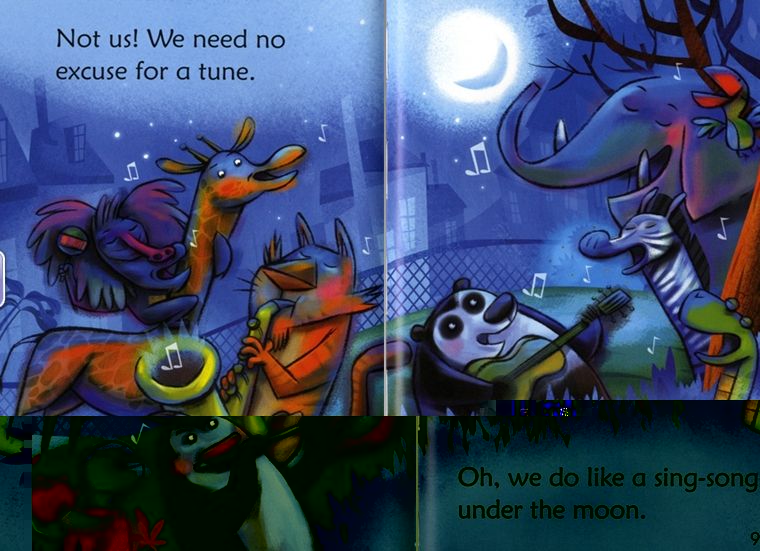 Not us! We need no
excuse for a tune.
Oh, we do like a sing-song
under the moon.
9